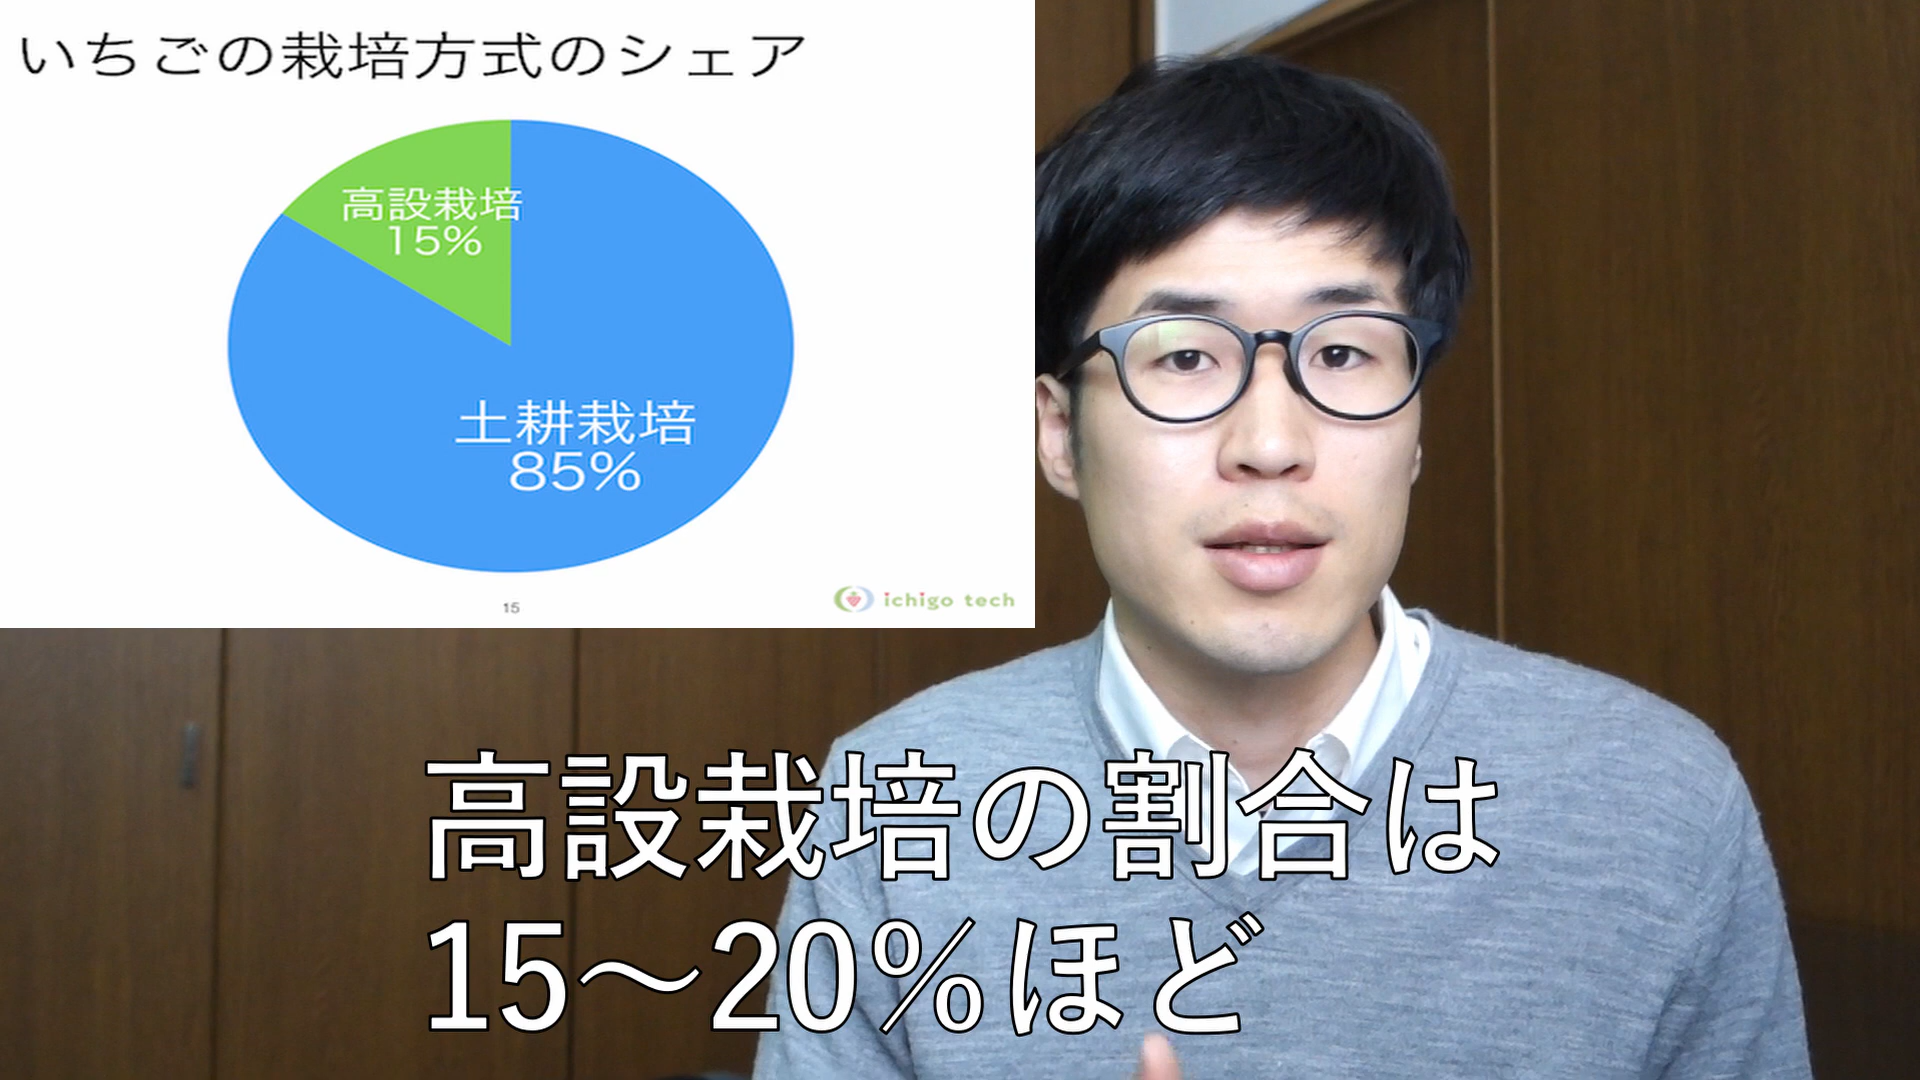 いちごの栽培方式のシェア
高設栽培
15%
土耕栽培
85%
15
ichigo tech
高設栽培の割合は
15〜20%ほど